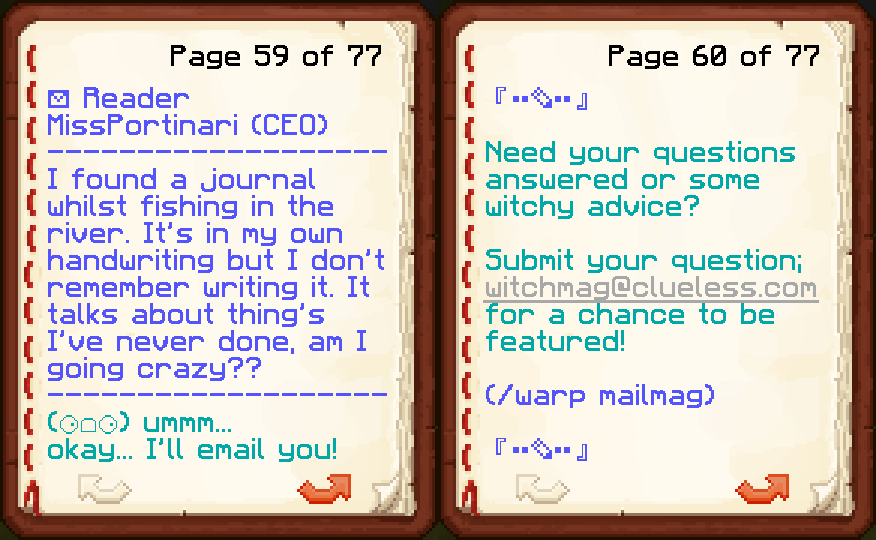 Page 59 of 77
✉ Reader
MissPortinari (CEO)
-------------------
I found a journal
whilst fishing in the
river. It's in my own
handwriting but I don't
remember writing it. It
talks about thing's
I've never done, am I
going crazy??
-------------------
(⊙⌓⊙) ummm...
okay... I'll email you!
Page 60 of 77
『••✎••』
Need your questions
answered or some
witchy advice?
Submit your question;
witchmag@clueless.com
for a chance to be
featured!
(/warp mailmag)
『••✎••』